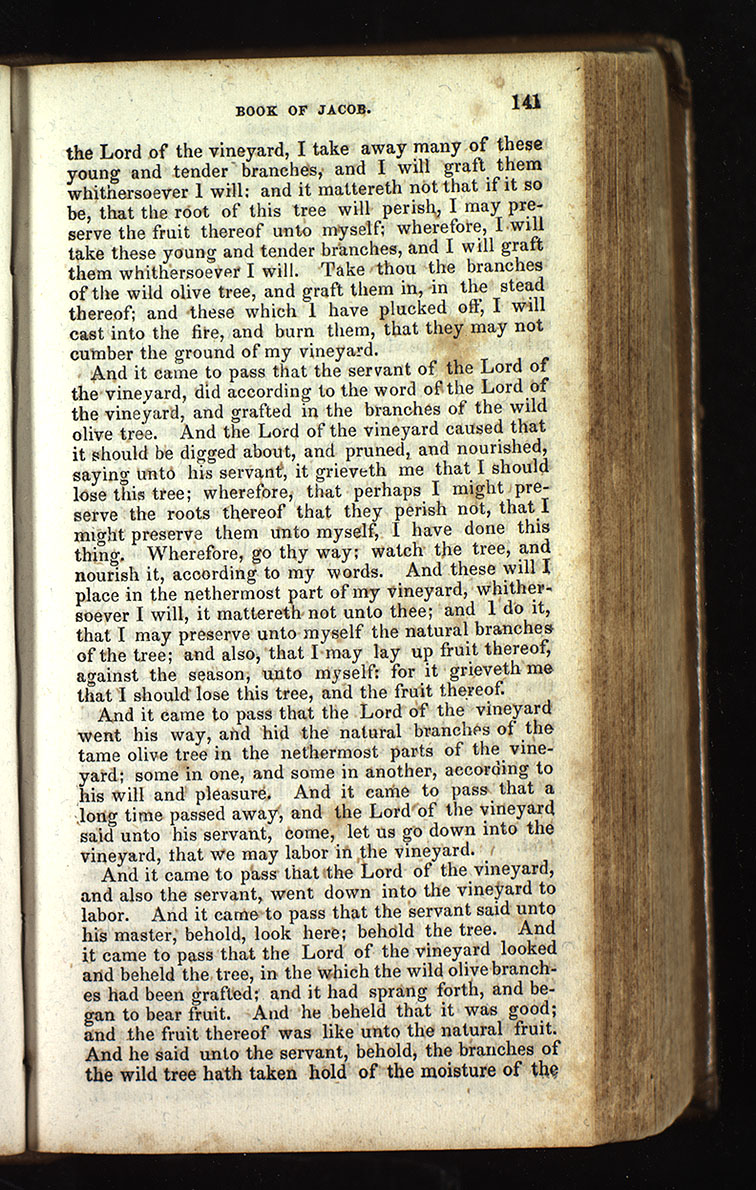 BOOK OF JACOB. 141
the Lord of the vineyard, I take away many of these
young and tender branches, and I will graft them
whithersoever I will; and it mattereth not that if it so
be, that the root of this tree will perish, I may pre-
serve the fruit thereof unto myself; wherefore, I will
take these young and tender branches, and I will graft
them whithersoever I will. Take thou the branches
of the wild olive tree, and graft them in, in the stead
thereof; and these which I have plucked off, I will
cast into the fire, and burn them, that they may not
cumber the ground of my vineyard.
And it came to pass that the servant of the Lord of
the vineyard, did according to the word of the Lord of
the vineyard, and grafted in the branches of the wild
olive tree. And the Lord of the vineyard caused that
it should be digged about, and pruned, and nourished,
saying unto his servant, it grieveth me that I should
lose this tree; wherefore, that perhaps I might pre-
serve the roots thereof that they perish not, that I
might preserve them unto myself, I have done this
thing. Wherefore, go thy way; watch the tree, and
nourish it, according to my words. And these will I
place in the nethermost part of my vineyard, whither-
soever I will, it mattereth not unto thee; and I do it,
that I may preserve unto myself the natural branches
of the tree; and also, that I may lay up fruit thereof,
against the season, unto myself: for it grieveth me
that I should lose this tree, and the fruit thereof.
And it came to pass that the Lord of the vineyard
went his way, and hid the natural branches of the
tame olive tree in the nethermost parts of the vine-
yard; some in one, and some in another, according to
his will and pleasure. And it came to pass that a
long time passed away, and the Lord of the vineyard
said unto his servant, come, let us go down into the
vineyard, that we may labor in the vineyard.
And it came to pass that the Lord of the vineyard,
and also the servant, went down into the vineyard to
labor. And it came to pass that the servant said unto
his master, behold, look here; behold the tree. And
it came to pass that the Lord of the vineyard looked
and beheld the tree, in the which the wild olive branch-
es had been grafted; and it had sprang forth, and be-
gan to bear fruit. And he beheld that it was good;
and the fruit thereof was like unto the natural fruit.
And he said unto the servant, behold, the branches of
the wild tree hath taken hold of the moisture of the